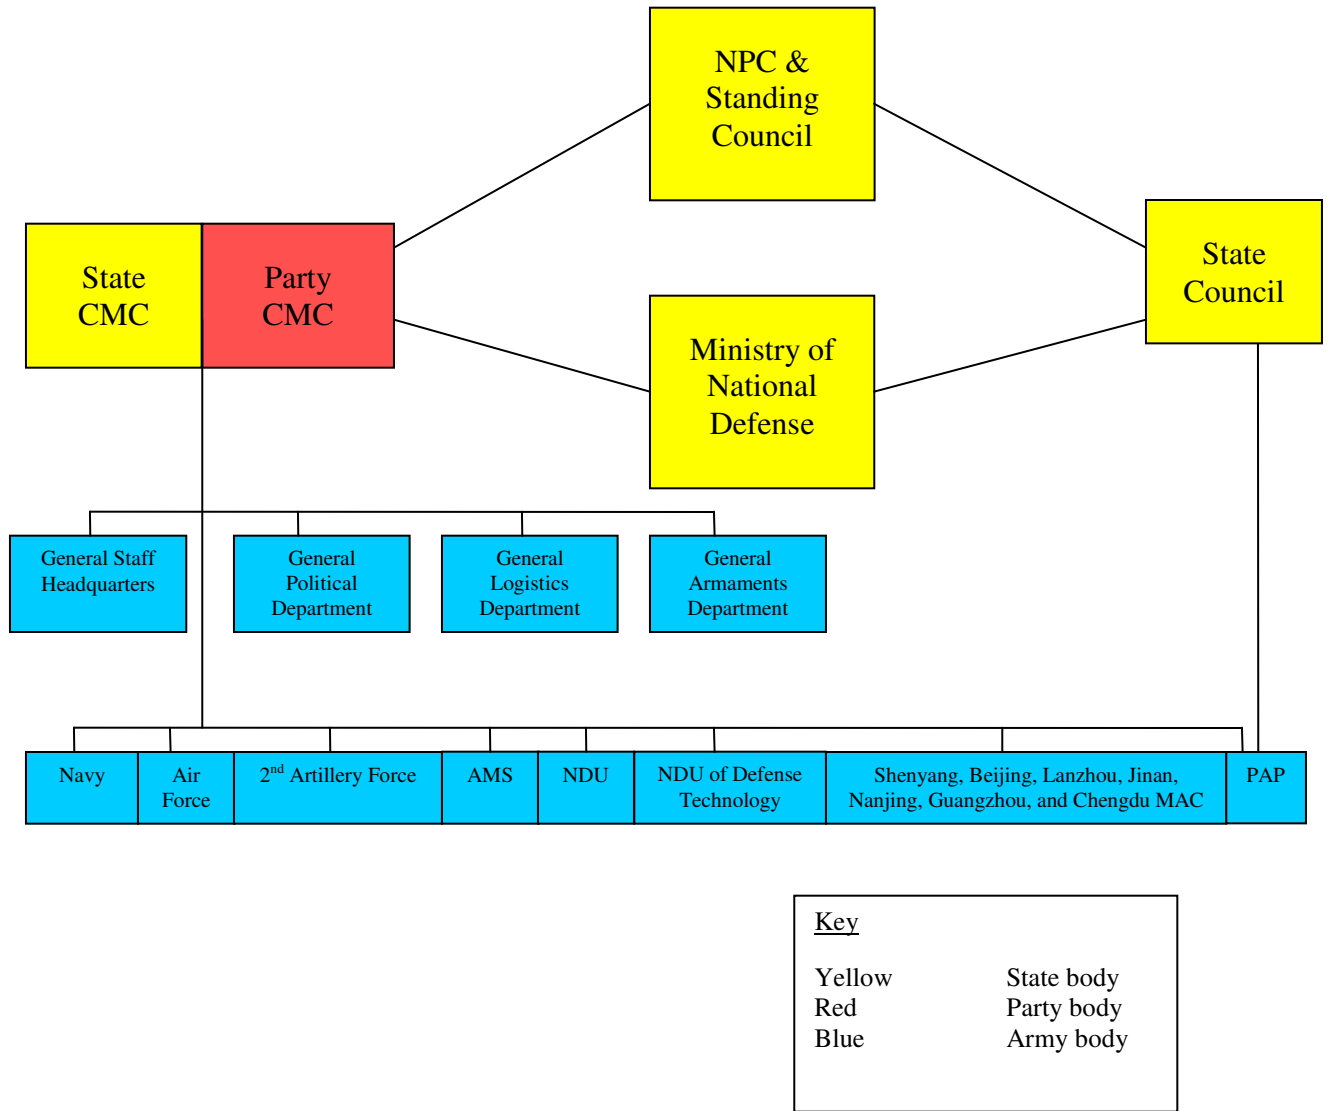 NPC &
Standing
Council
State
CMC
Party
CMC
State
Council
Ministry of
National
Defense
General Staff
Headquarters
General
Political
Department
General
Logistics
Department
General
Armaments
Department
Navy
Air
Force
2nd Artillery Force
AMS
NDU
NDU of Defense
Technology
Shenyang, Beijing, Lanzhou, Jinan,
Nanjing, Guangzhou, and Chengdu MAC
PAP
Key
Yellow State body
Red Party body
Blue Army body